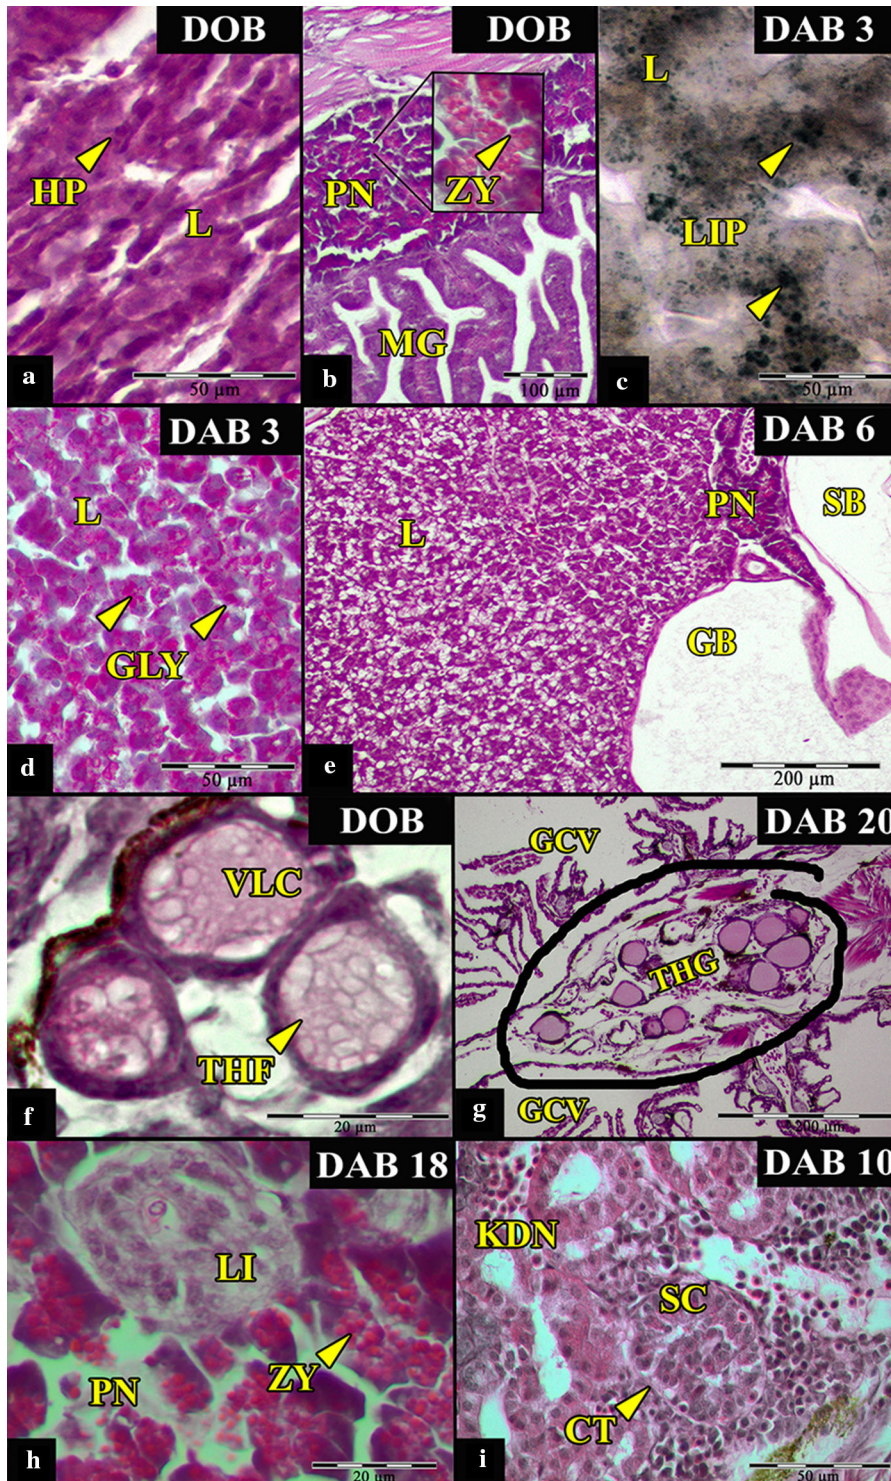 DOB
HP
L
a
50 µm
DOB
PN
ZY
MG
b
100 µm
DAB 3
L
LIP
c
50 µm
DAB 3
L
GLY
d
50 µm
DAB 6
PN
SB
L
GB
e
200 µm
DOB
VLC
THF
f
20 µm
DAB 20
GCV
THG
g
GCV
200 µm
DAB 18
LI
ZY
PN
h
20 µm
DAB 10
KDN
SC
CT
i
50 µm